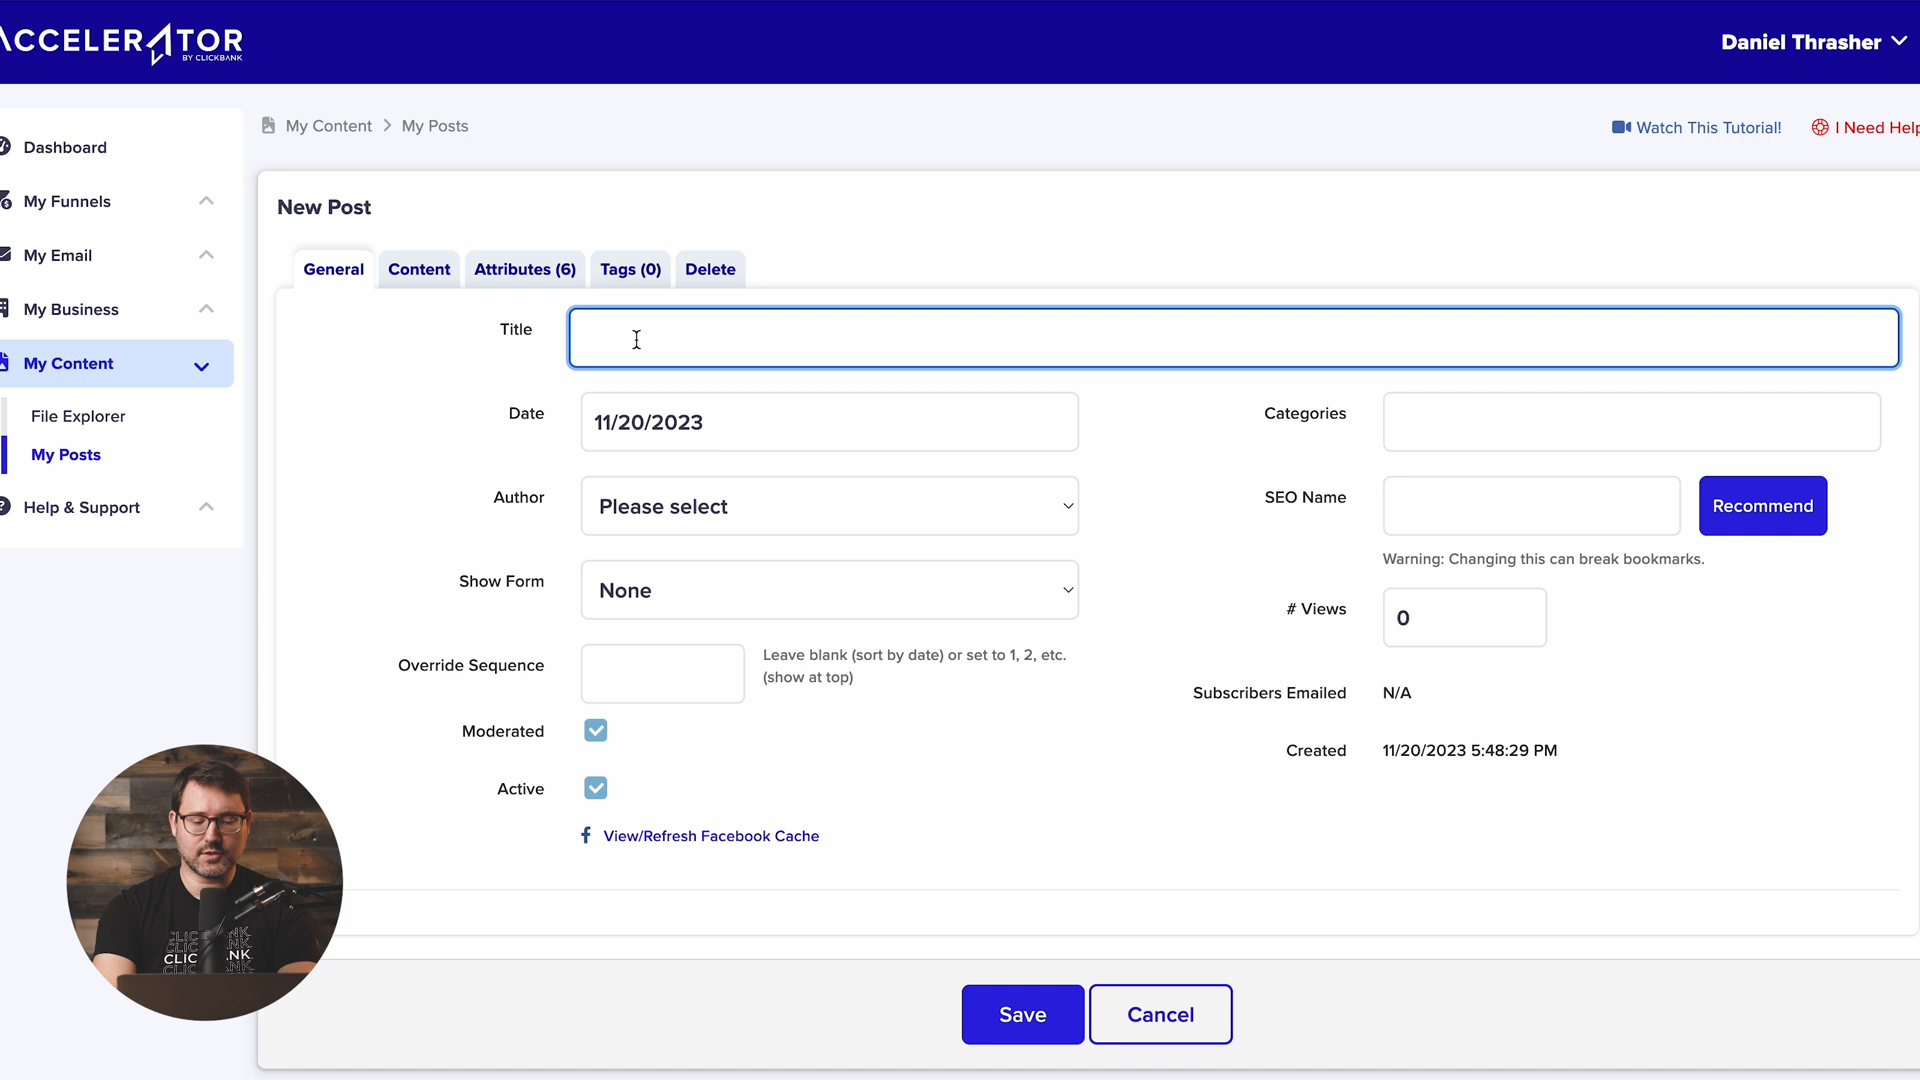 ACCELERATOR
BY CLICKBANK
Daniel Thrasher
Dashboard
My Funnels
My Email
My Business
My Content
File Explorer
My Posts
Help & Support
My Content > My Posts
Watch This Tutorial!
I Need Help
New Post
General
Content
Attributes (6)
Tags (0)
Delete
Title
Date
11/20/2023
Categories
Author
Please select
SEO Name
Recommend
Warning: Changing this can break bookmarks.
Show Form
None
# Views
0
Override Sequence
Leave blank (sort by date) or set to 1, 2, etc.
(show at top)
Subscribers Emailed
N/A
Moderated
Created
11/20/2023 5:48:29 PM
Active
View/Refresh Facebook Cache
Save
Cancel